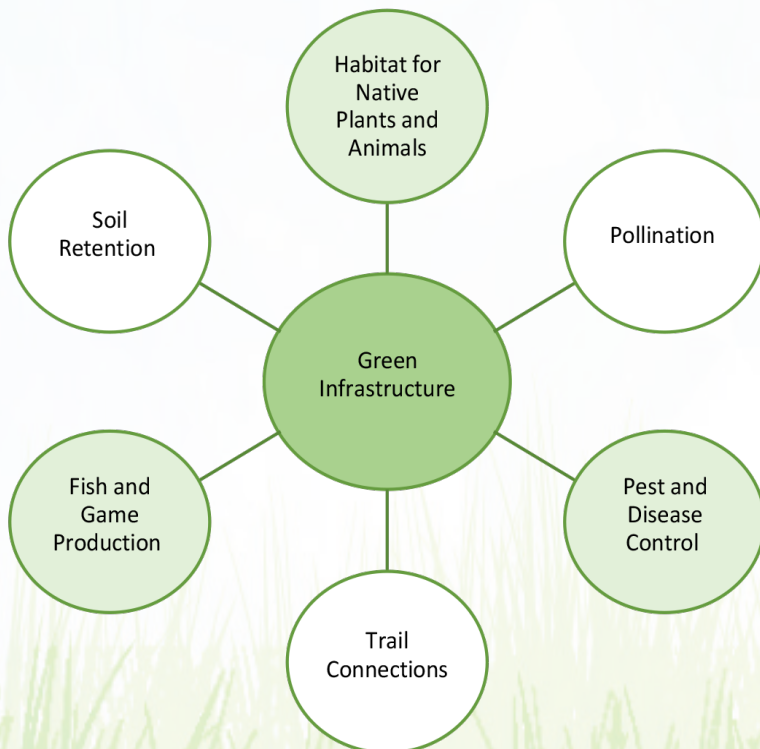 Habitat for
Native
Plants and
Animals
Soil
Retention
Pollination
Green
Infrastructure
Fish and
Game
Production
Pest and
Disease
Control
Trail
Connections